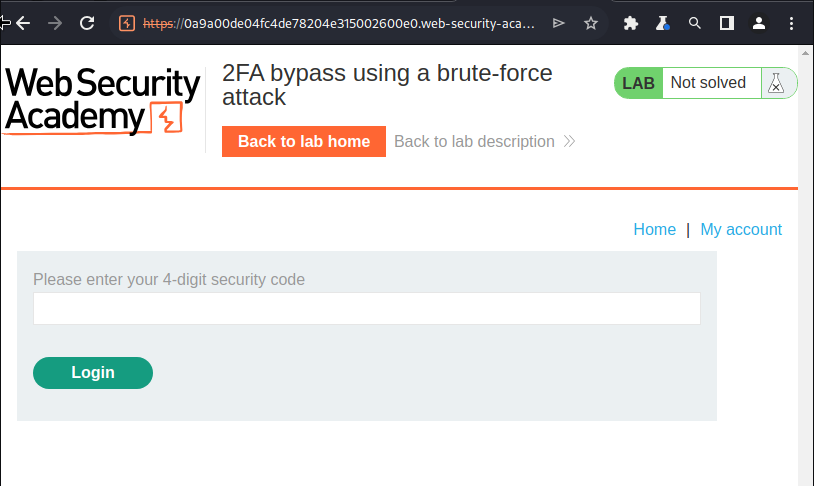 https://0a9a00de04fc4de78204e315002600e0.web-security-aca...
Web Security
Academy
2FA bypass using a brute-force
attack
LAB Not solved
Back to lab home Back to lab description
Home | My account
Please enter your 4-digit security code
Login